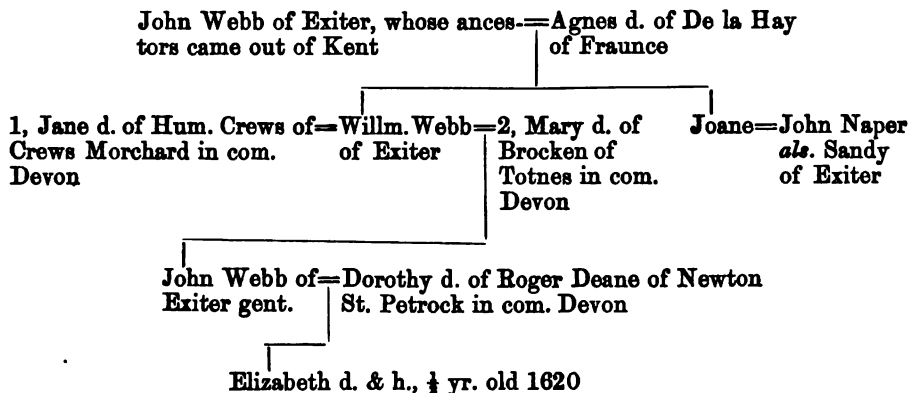 John Webb of Exiter, whose ances-=Agnes d. of De la Hay
tors came out of Kent
of Fraunce
1, Jane d. of Hum. Crews of=Willm. Webb=2, Mary d. of
Crews Morchard in com.
Devon
of Exiter
Brocken of
Totnes in com.
Devon
Joane=John Naper
als. Sandy
of Exiter
John Webb of=Dorothy d. of Roger Deane of Newton
Exiter gent.
St. Petrock in com. Devon
Elizabeth d. & h., ½ yr. old 1620